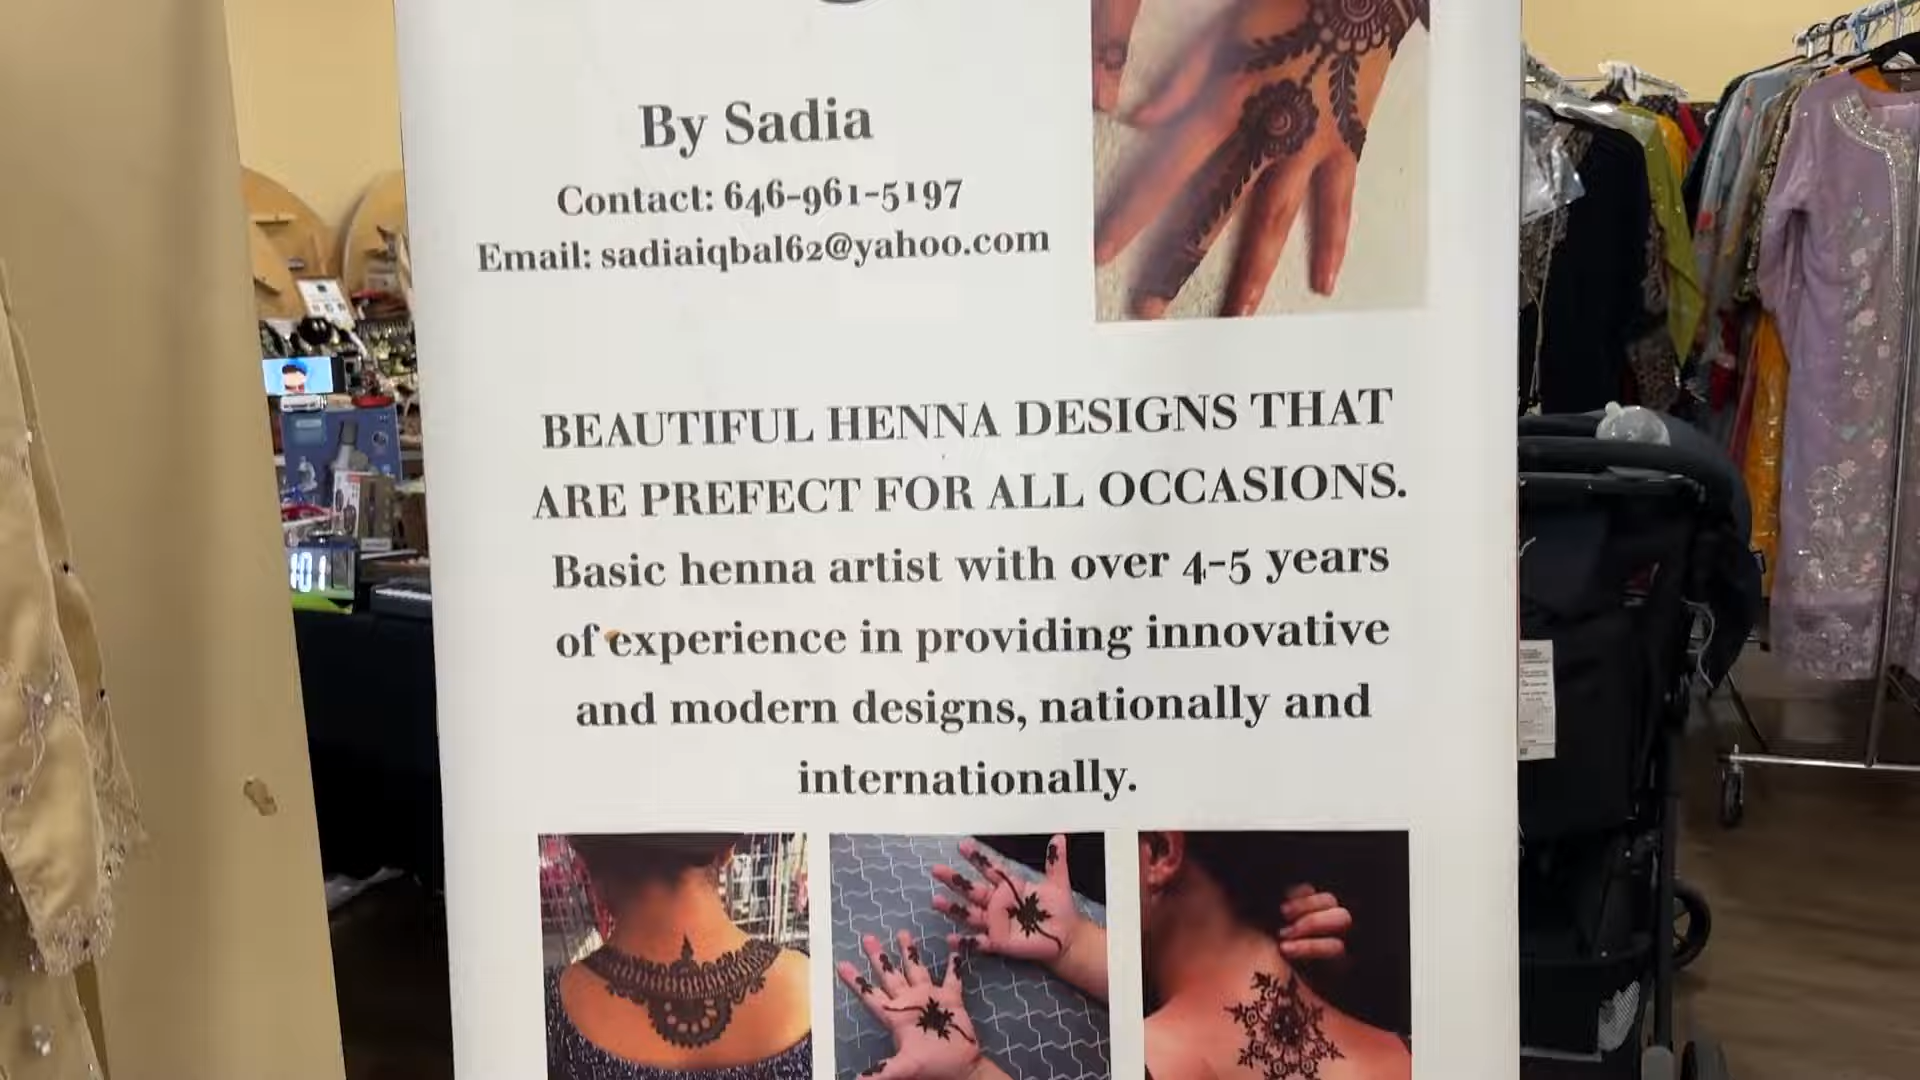 By Sadia
Contact: 646-961-5197
Email: sadiaiqbal62@yahoo.com
BEAUTIFUL HENNA DESIGNS THAT
ARE PREFECT FOR ALL OCCASIONS.
Basic henna artist with over 4-5 years
of experience in providing innovative
and modern designs, nationally and
internationally.
101